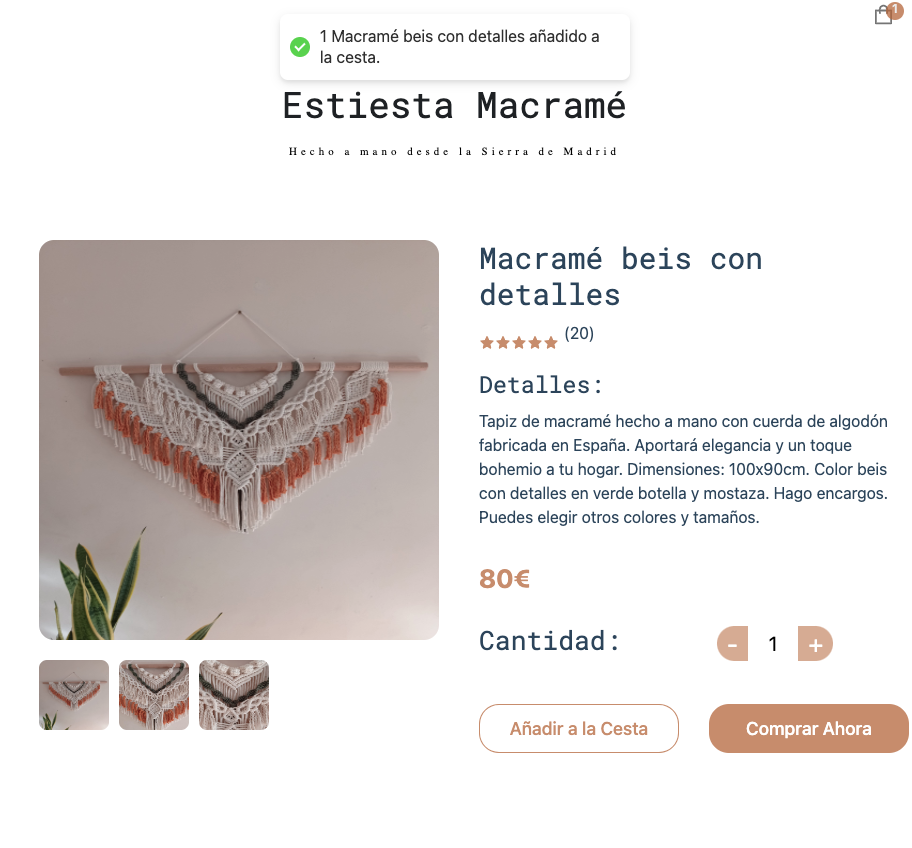 1
1 Macramé beis con detalles añadido a
la cesta.
Estiesta Macramé
Hecho a mano desde la Sierra de Madrid
Macramé beis con
detalles
(20)
Detalles:
Tapiz de macramé hecho a mano con cuerda de algodón
fabricada en España. Aportará elegancia y un toque
bohemio a tu hogar. Dimensiones: 100x90cm. Color beis
con detalles en verde botella y mostaza. Hago encargos.
Puedes elegir otros colores y tamaños.
80€
Cantidad:
- 1 +
Añadir a la Cesta
Comprar Ahora